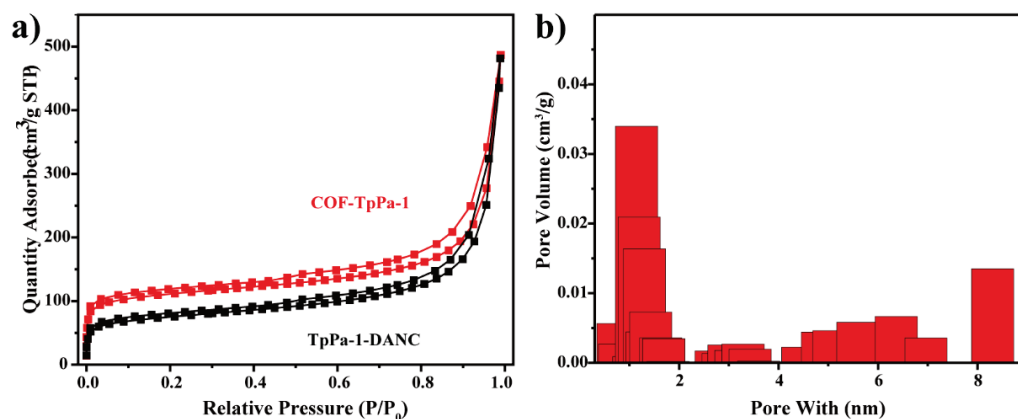 a)
Quantity Adsorbe(cm³/g STP)
500
400
300
200
100
0
COF-TpPa-1
TpPa-1-DANC
0.0 0.2 0.4 0.6 0.8 1.0
Relative Pressure (P/P₀)
b)
Pore Volume (cm³/g)
0.04
0.03
0.02
0.01
0.00
2 4 6 8
Pore With (nm)